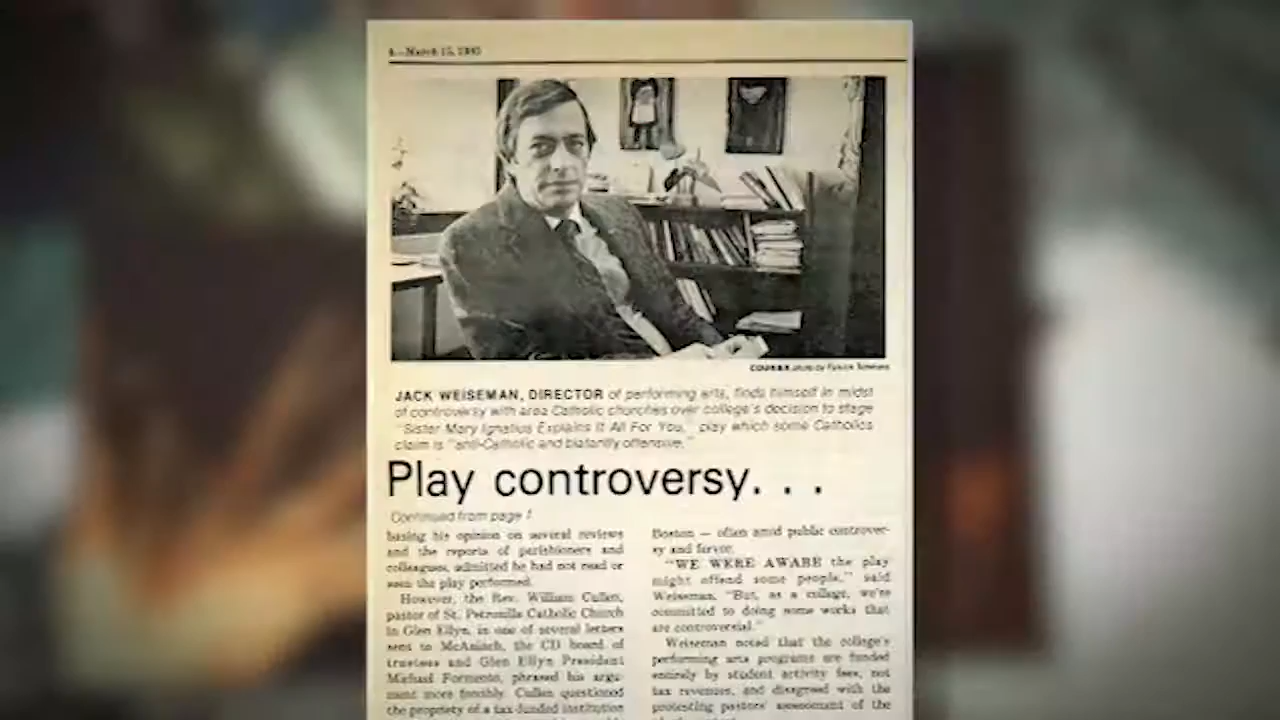 4—March 15, 1985
COURIER photo by Patrick Timmers
JACK WEISEMAN, DIRECTOR of performing arts, finds himself in midst
of controversy with area Catholic churches over college's decision to stage
"Sister Mary Ignatius Explains It All For You," play which some Catholics
claim is "anti-Catholic and blatantly offensive."
Play controversy. . .
Continued from page 1
basing his opinion on several reviews
and the reports of parishioners and
colleagues, admitted he had not read or
seen the play performed.
However, the Rev. William Cullen,
pastor of St. Petronilla Catholic Church
in Glen Ellyn, in one of several letters
sent to McAninch, the CD board of
trustees and Glen Ellyn President
Michael Formento, phrased his argu-
ment more forcibly. Cullen questioned
the propriety of a tax-funded institution
Boston — often amid public controver-
sy and furvor.
"WE WERE AWARE the play
might offend some people," said
Weiseman. "But, as a college, we're
committed to doing some works that
are controversial."
Weiseman noted that the college's
performing arts programs are funded
entirely by student activity fees, not
tax revenues, and disagreed with the
protesting pastors' assessment of the